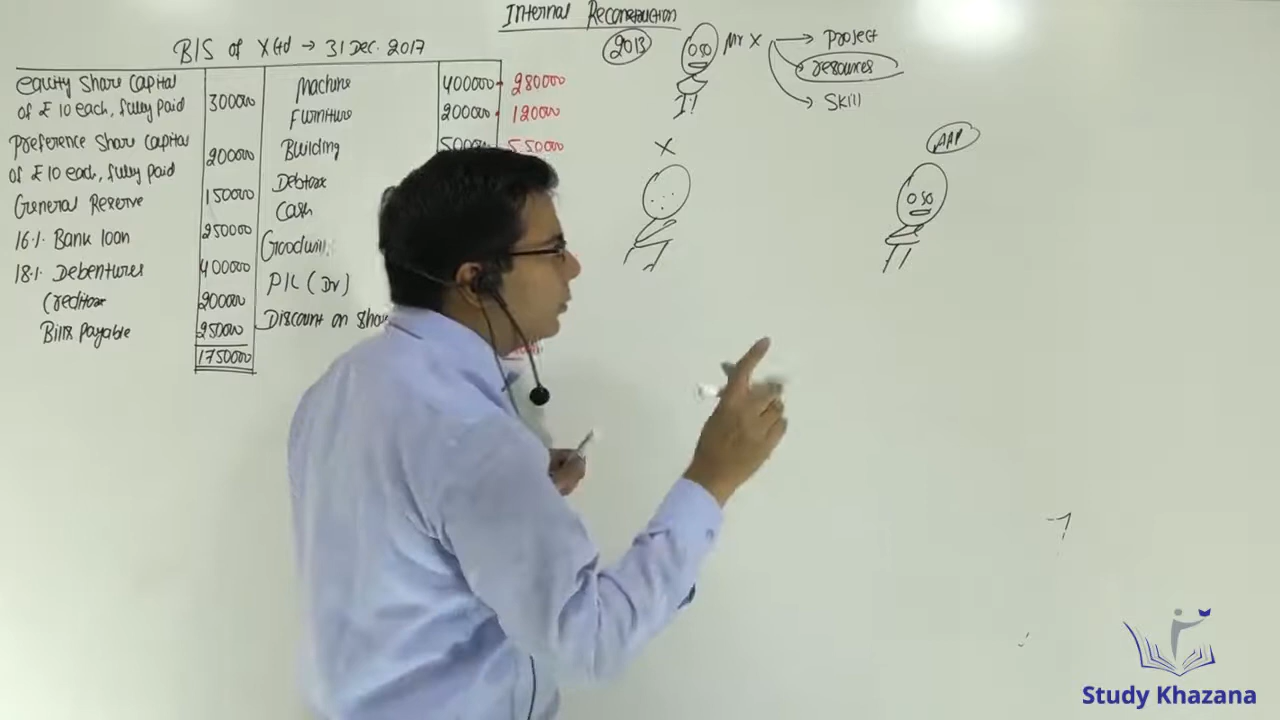 Internal Reconstruction
B/S of X Ltd → 31 Dec. 2017
equity Share Capital
of ₹ 10 each, fully paid
300000
Preference Share Capital
of ₹ 10 each, fully paid
200000
General Reserve 150000
16% Bank loan 250000
18% Debentures 400000
Creditors 200000
Bills Payable 250000
1750000
Machine 400000 280000
Furniture 200000 120000
Building 5.50000
Debtors
Cash
Goodwill
P/L (Dr)
Discount on
2013
Mr X → Project
resources
Skill
X
Study Khazana